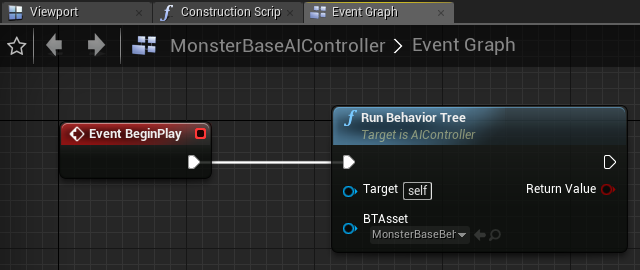 Viewport
Construction Scrip
Event Graph
MonsterBaseAIController > Event Graph
Event BeginPlay
f Run Behavior Tree
Target is AIController
Target self
Return Value
BTAsset
MonsterBaseBeh